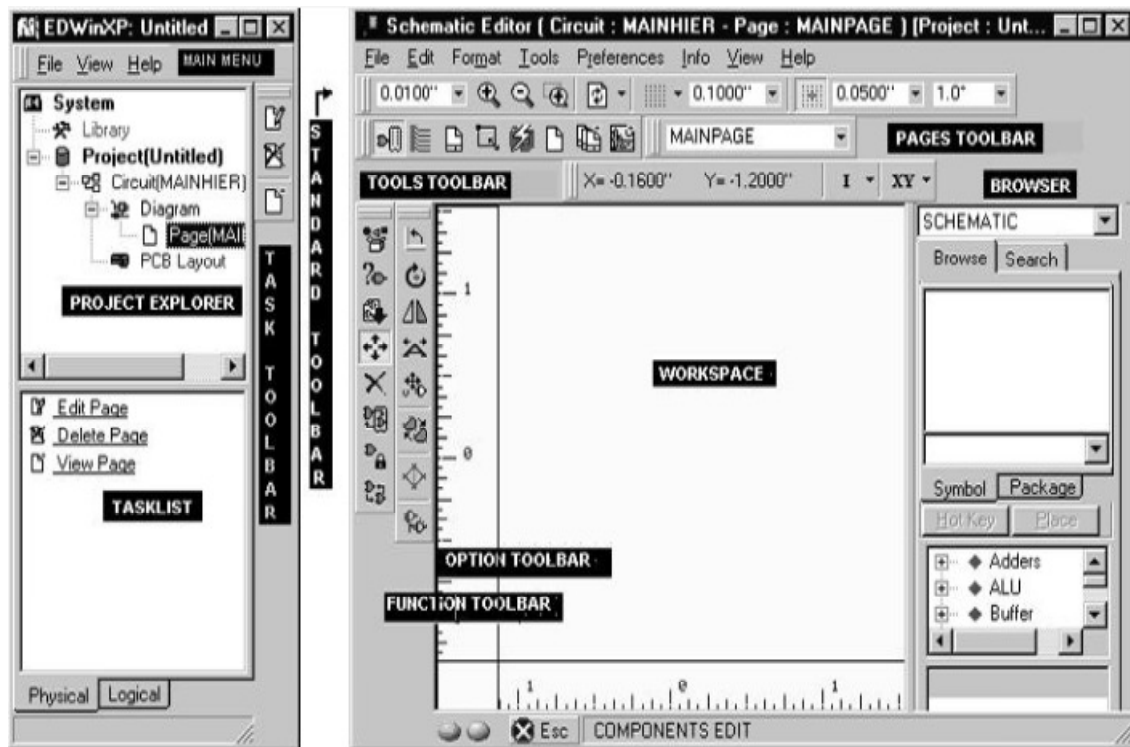 EDWinXP: Untitled
File View Help MAIN MENU
System
Library
Project(Untitled)
Circuit(MAINHIER)
Diagram
Page(MAI
PCB Layout
PROJECT EXPLORER
TASK TOOLBAR
Edit Page
Delete Page
View Page
TASKLIST
Physical Logical
STANDARD TOOLBAR
Schematic Editor ( Circuit : MAINHIER - Page : MAINPAGE ) [Project : Unt...
File Edit Format Tools Preferences Info View Help
0.0100" 0.1000" 0.0500" 1.0°
MAINPAGE PAGES TOOLBAR
TOOLS TOOLBAR X= -0.1600" Y= -1.2000" I XY BROWSER
SCHEMATIC
Browse Search
1
WORKSPACE
0
Symbol Package
Hot Key Place
OPTION TOOLBAR
FUNCTION TOOLBAR
Adders
ALU
Buffer
1 0 1
Esc COMPONENTS EDIT